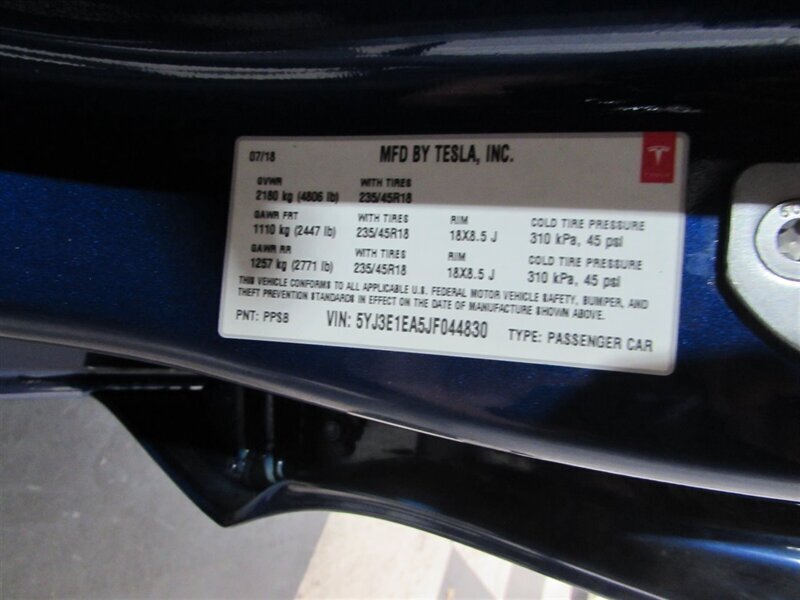 07/18 MFD BY TESLA, INC.
TESLA
GVWR WITH TIRES
2180 kg (4806 lb) 235/45R18
GAWR FRT WITH TIRES RIM COLD TIRE PRESSURE
1110 kg (2447 lb) 235/45R18 18X8.5 J 310 kPa, 45 psi
GAWR RR WITH TIRES RIM COLD TIRE PRESSURE
1257 kg (2771 lb) 235/45R18 18X8.5 J 310 kPa, 45 psi
THIS VEHICLE CONFORMS TO ALL APPLICABLE U.S. FEDERAL MOTOR VEHICLE SAFETY, BUMPER, AND
THEFT PREVENTION STANDARDS IN EFFECT ON THE DATE OF MANUFACTURE SHOWN ABOVE.
PNT: PPSB VIN: 5YJ3E1EA5JF044830 TYPE: PASSENGER CAR